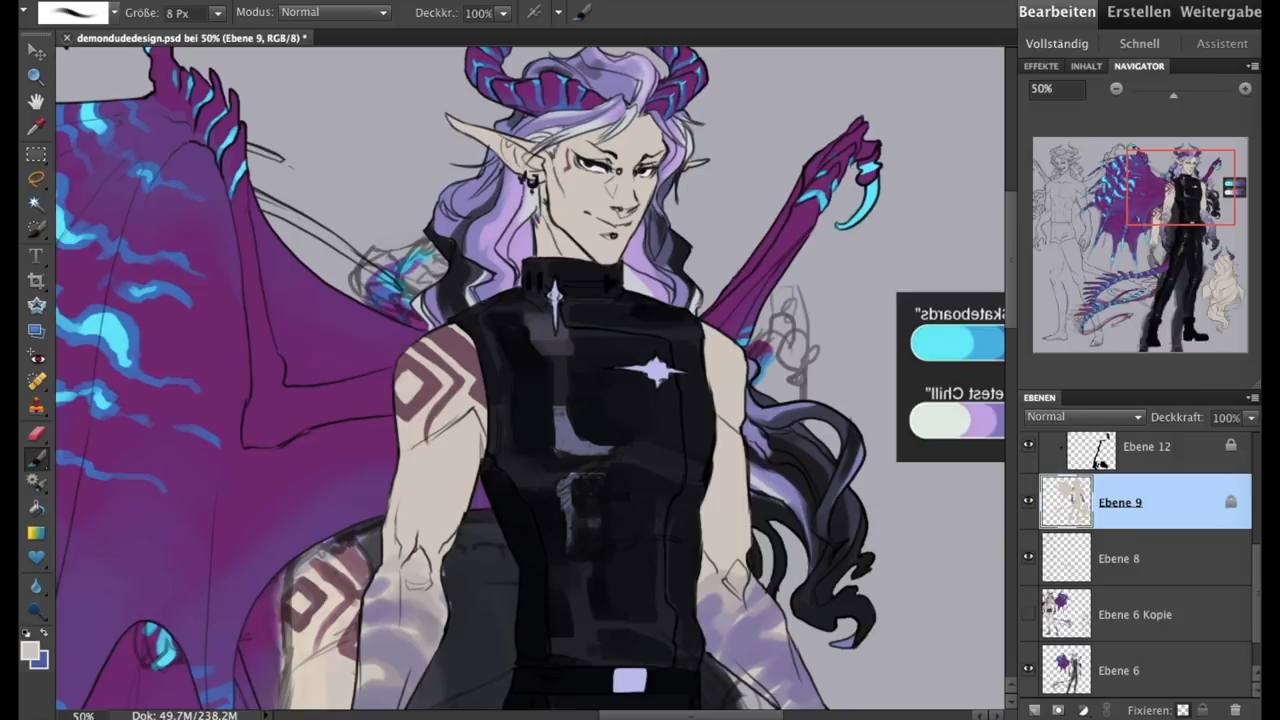 Größe: 8 Px Modus: Normal Deckkr.: 100%
Bearbeiten Erstellen Weitergabe
demondudedesign.psd bei 50% (Ebene 9, RGB/8) *
Vollständig Schnell Assistent
EFFEKTE INHALT NAVIGATOR
50%
Skateboards"
etest Chill"
EBENEN
Normal Deckkraft: 100%
Ebene 12
Ebene 9
Ebene 8
Ebene 6 Kopie
Ebene 6
50% Dok: 49,7M/238,2M Fixieren: